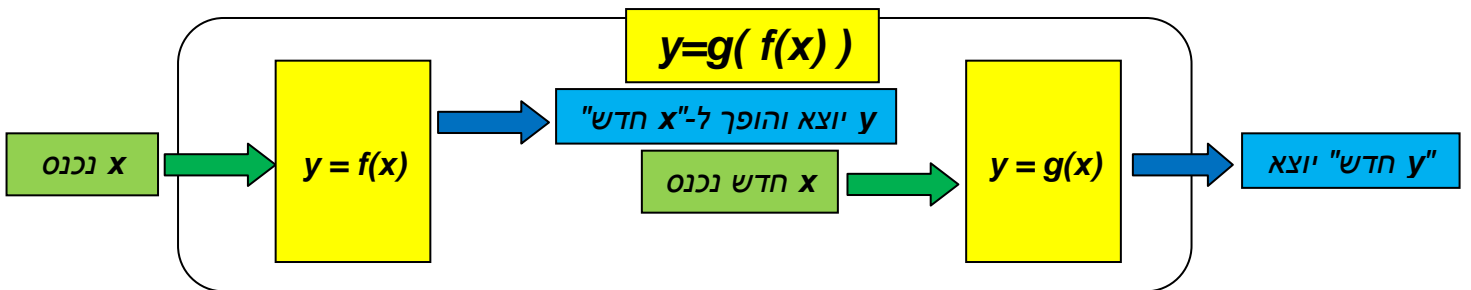 y=g( f(x) )
x נכנס
y = f(x)
y יוצא והופך ל-"x חדש"
x חדש נכנס
y = g(x)
"y חדש" יוצא